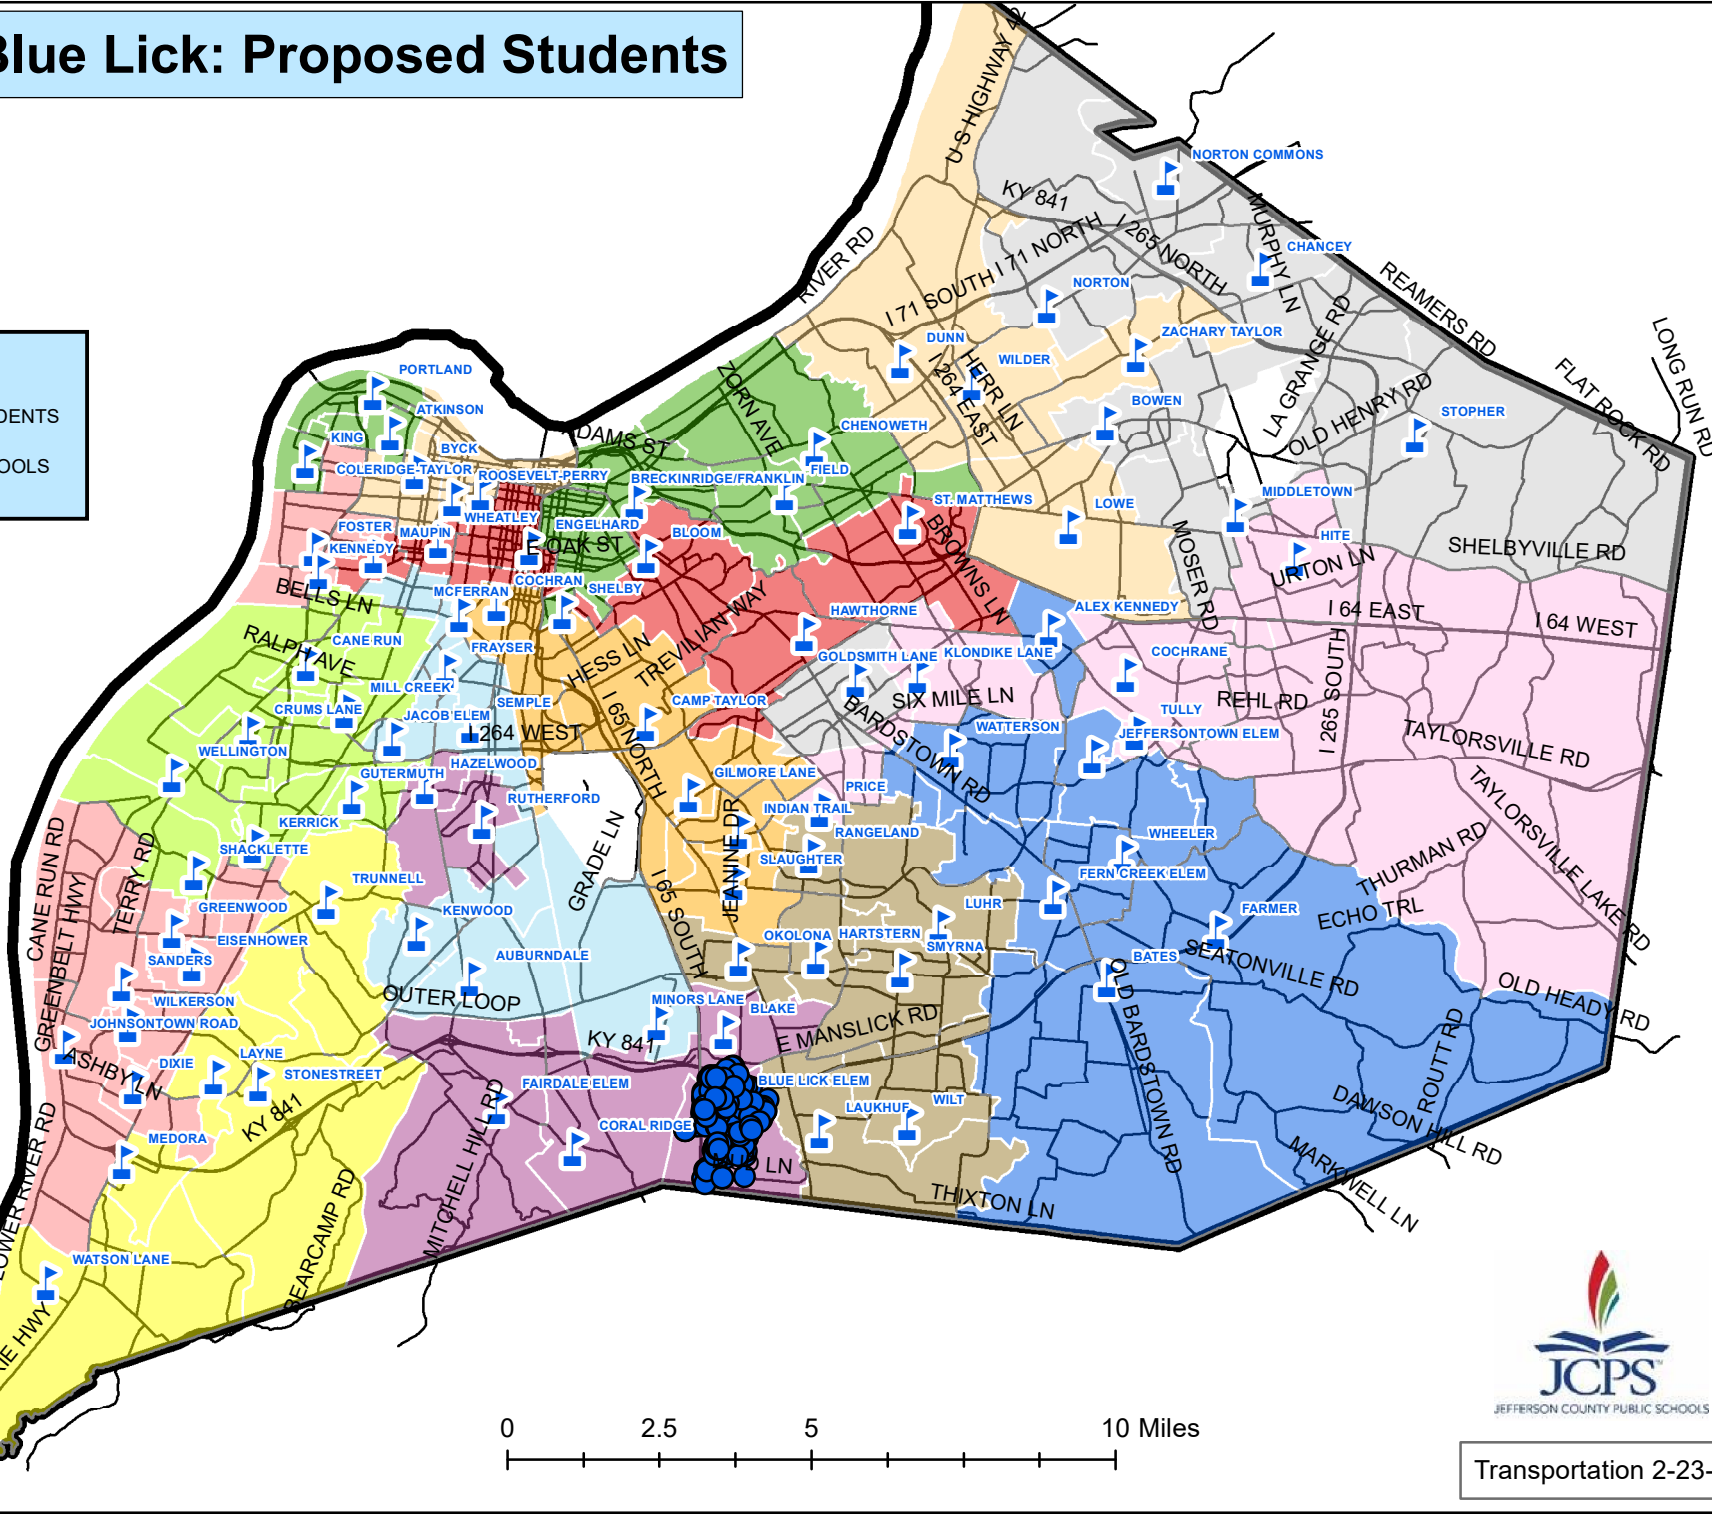 Blue Lick: Proposed Students
U S HIGHWAY 42
NORTON COMMONS
KY 841
MURPHY LN
I 265 NORTH
I 71 NORTH
CHANCEY
RIVER RD
REAMERS RD
I 71 SOUTH
NORTON
LA GRANGE RD
LONG RUN RD
DUNN
ZACHARY TAYLOR
HERR LN
WILDER
I 264 EAST
FLAT ROCK RD
PORTLAND
ZORN AVE
OLD HENRY RD
BOWEN
ATKINSON
STOPHER
DENTS
KING
ADAMS ST
CHENOWETH
BYCK
OOLS
COLERIDGE-TAYLOR
ROOSEVELT-PERRY
BRECKINRIDGE/FRANKLIN
FIELD
ST. MATTHEWS
LOWE
MIDDLETOWN
FOSTER
MAUPIN
WHEATLEY
ENGELHARD
BLOOM
BROWNS LN
MOSER RD
HITE
KENNEDY
E OAK ST
URTON LN
SHELBYVILLE RD
BELLS LN
MCFERRAN
COCHRAN
SHELBY
TREVILIAN WAY
HAWTHORNE
ALEX KENNEDY
I 64 EAST
I 64 WEST
RALPH AVE
CANE RUN
FRAYSER
HESS LN
GOLDSMITH LANE
KLONDIKE LANE
COCHRANE
MILL CREEK
SIX MILE LN
REHL RD
I 265 SOUTH
CRUMS LANE
JACOB ELEM
SEMPLE
I 65 NORTH
CAMP TAYLOR
BARDSTOWN RD
WATTERSON
TULLY
WELLINGTON
I 264 WEST
JEFFERSONTOWN ELEM
TAYLORSVILLE RD
GUTERMUTH
HAZELWOOD
GILMORE LANE
PRICE
TAYLORSVILLE LAKE RD
RUTHERFORD
INDIAN TRAIL
CANE RUN RD
KERRICK
JEANINE DR
RANGELAND
WHEELER
TERRY RD
SHACKLETTE
GRADE LN
SLAUGHTER
THURMAN RD
GREENBELT HWY
TRUNNELL
FERN CREEK ELEM
GREENWOOD
KENWOOD
I 65 SOUTH
LUHR
FARMER
ECHO TRL
EISENHOWER
OKOLONA
HARTSTERN
SMYRNA
SANDERS
AUBURNDALE
BATES
SEATONVILLE RD
WILKERSON
OUTER LOOP
MINORS LANE
BLAKE
OLD HEADY RD
JOHNSONTOWN ROAD
KY 841
E MANSLICK RD
OLD BARDSTOWN RD
ROUTT RD
ASHBY LN
DIXIE
LAYNE
STONESTREET
FAIRDALE ELEM
BLUE LICK ELEM
KY 841
MITCHELL HILL RD
CORAL RIDGE
LAUKHUF
WILT
DAWSON HILL RD
LOWER RIVER RD
MEDORA
MUD LN
MARKWELL LN
BEARCAMP RD
THIXTON LN
WATSON LANE
IE HWY
JCPS
JEFFERSON COUNTY PUBLIC SCHOOLS
0 2.5 5 10 Miles
Transportation 2-23-